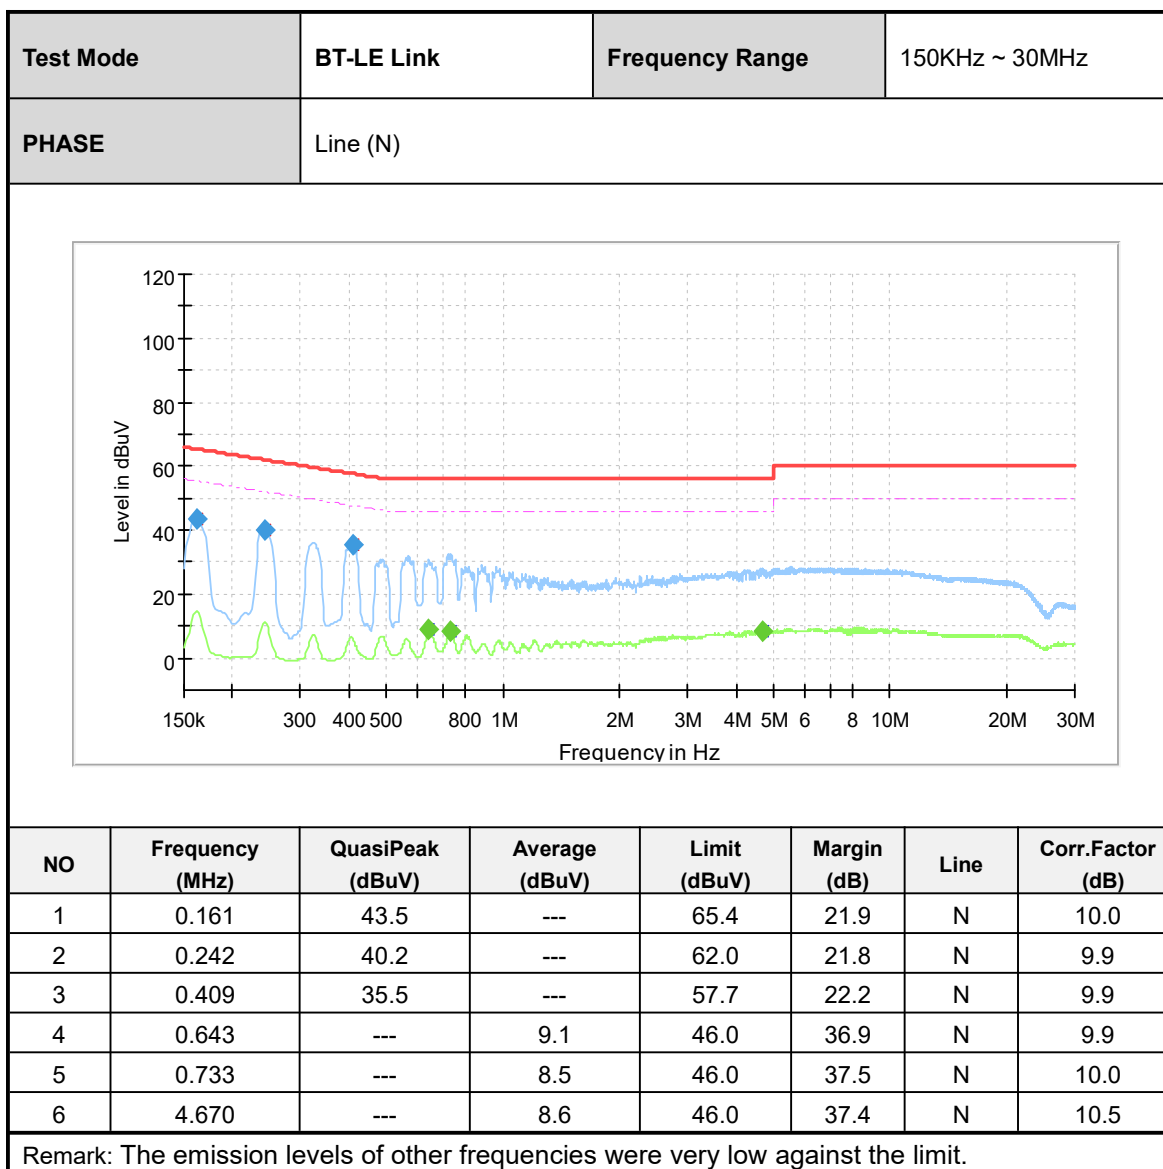 Test Mode BT-LE Link Frequency Range 150KHz ~ 30MHz
PHASE Line (N)
120
100
80
60
40
20
0
Level in dBuV
150k 300 400 500 800 1M 2M 3M 4M 5M 6 8 10M 20M 30M
Frequency in Hz
NO Frequency (MHz) QuasiPeak (dBuV) Average (dBuV) Limit (dBuV) Margin (dB) Line Corr.Factor (dB)
1 0.161 43.5 --- 65.4 21.9 N 10.0
2 0.242 40.2 --- 62.0 21.8 N 9.9
3 0.409 35.5 --- 57.7 22.2 N 9.9
4 0.643 --- 9.1 46.0 36.9 N 9.9
5 0.733 --- 8.5 46.0 37.5 N 10.0
6 4.670 --- 8.6 46.0 37.4 N 10.5
Remark: The emission levels of other frequencies were very low against the limit.